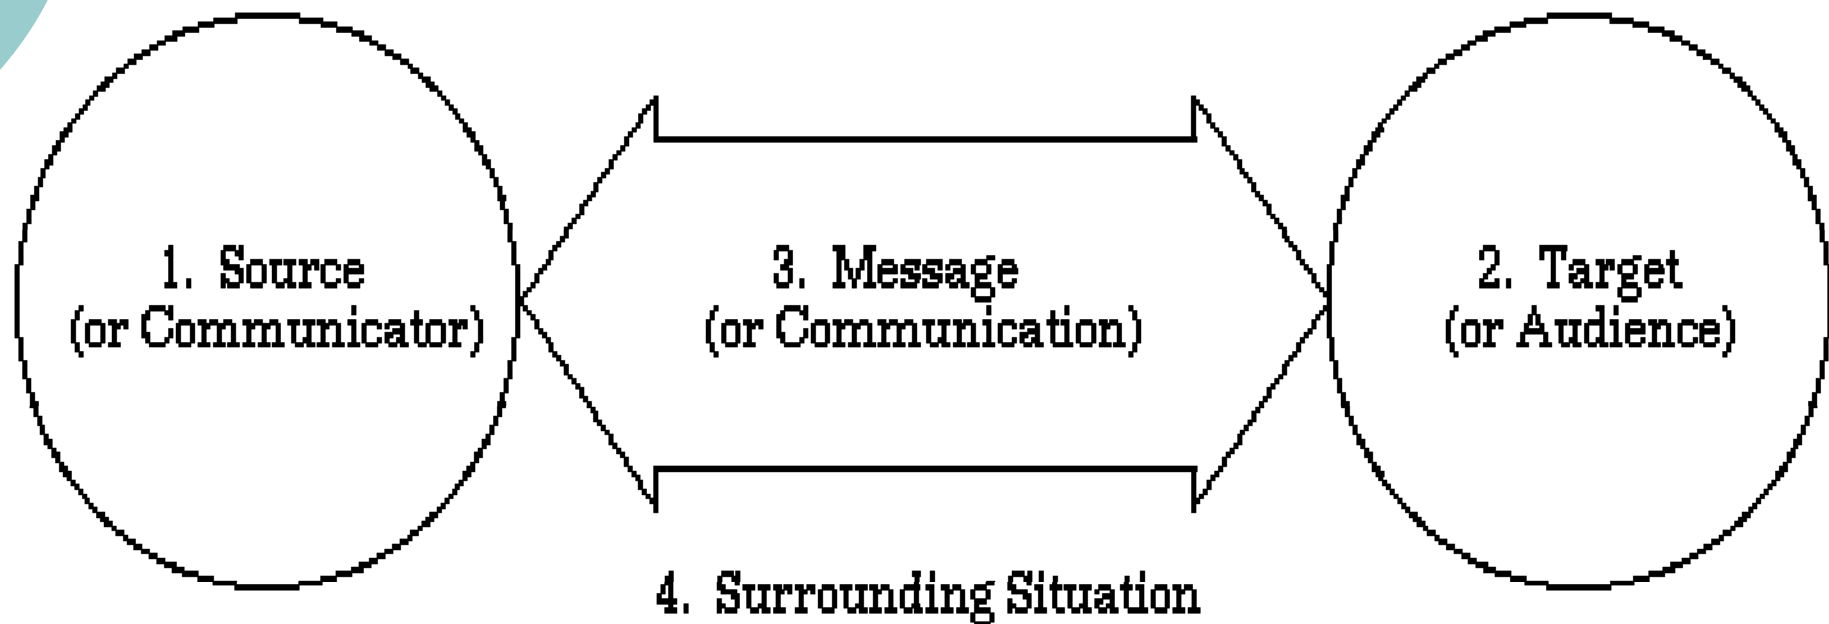 1. Source
(or Communicator)
3. Message
(or Communication)
2. Target
(or Audience)
4. Surrounding Situation